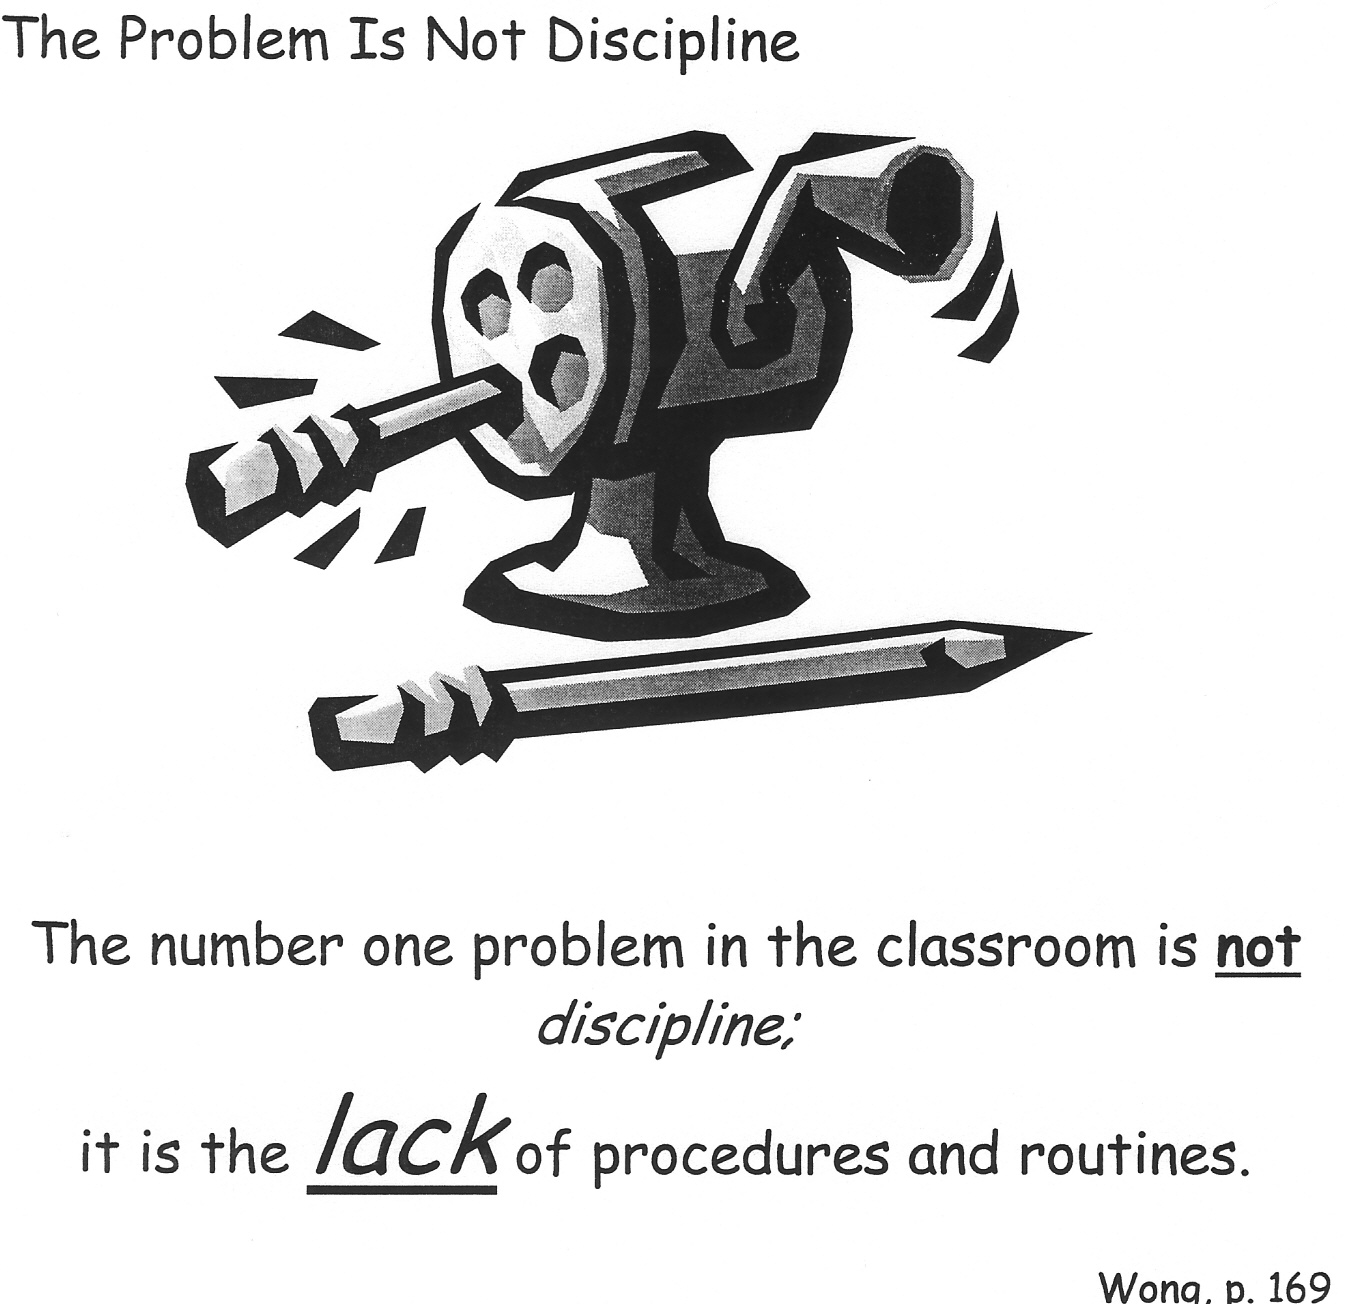 The Problem Is Not Discipline
The number one problem in the classroom is not
discipline;
it is the lack of procedures and routines.
Wong, p. 169